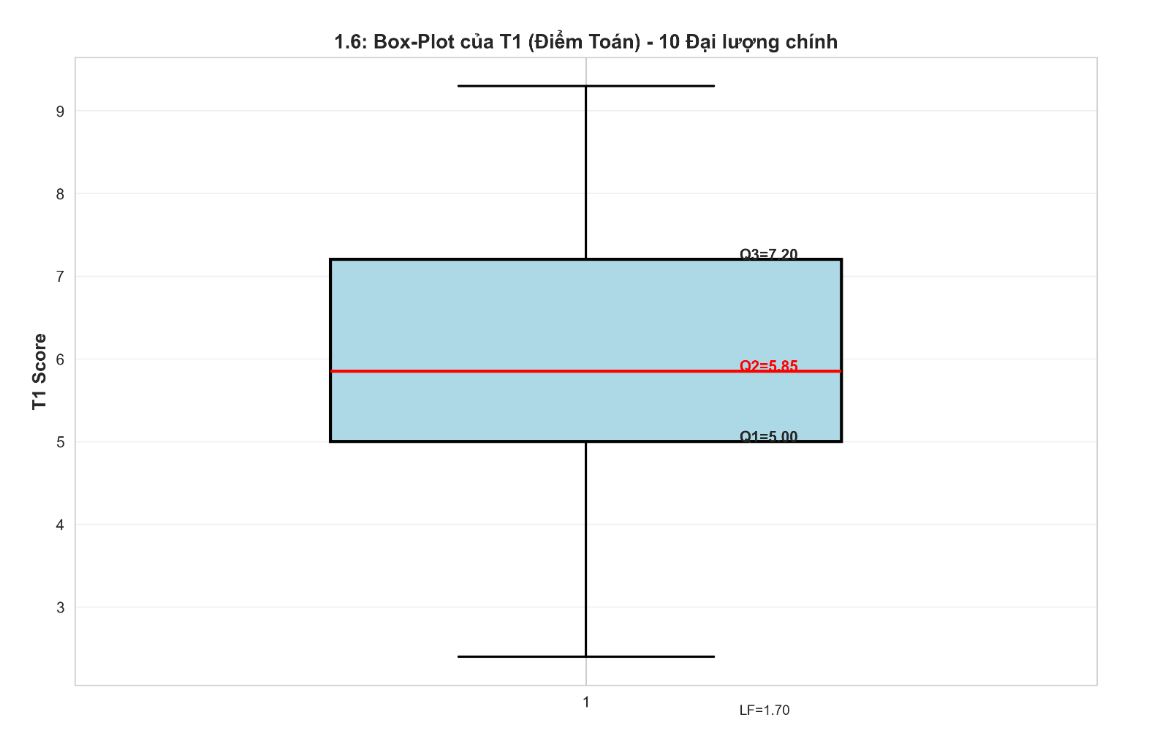 1.6: Box-Plot của T1 (Điểm Toán) - 10 Đại lượng chính
9
8
Q3=7.20
7
T1 Score
6
Q2=5.85
Q1=5.00
5
4
3
1
LF=1.70